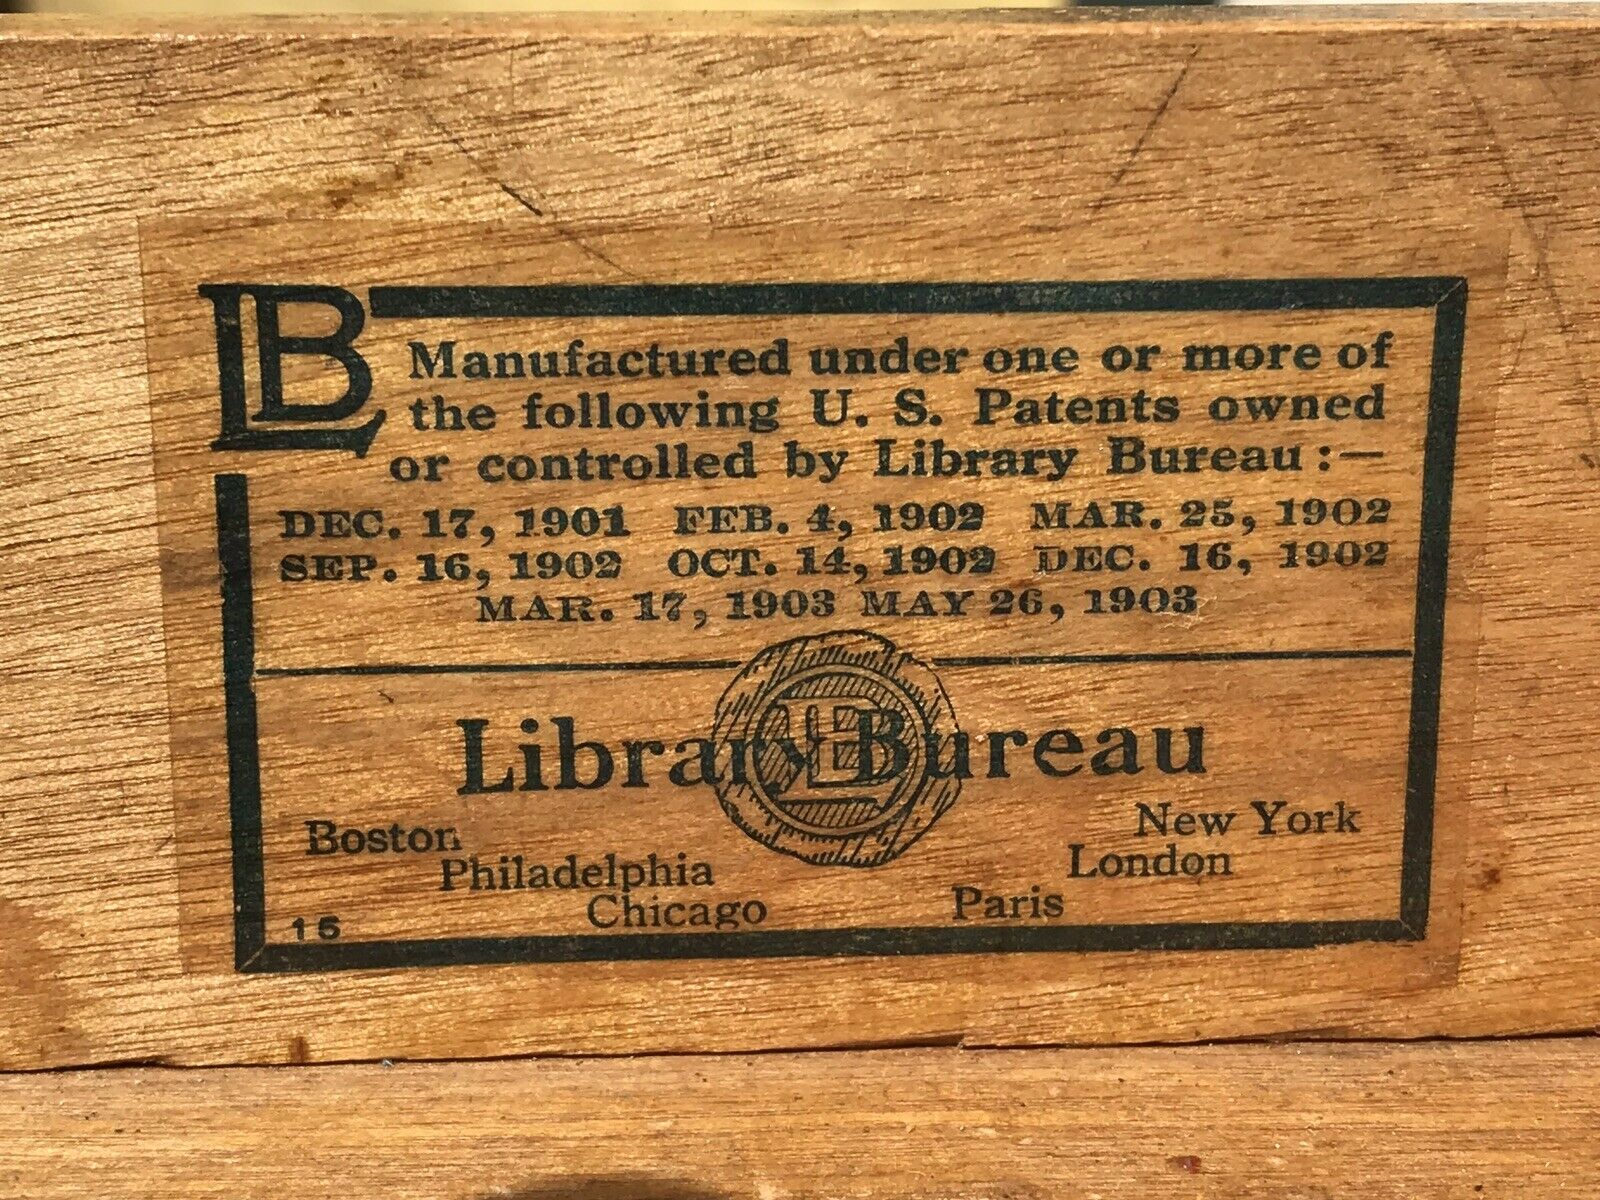 LB
Manufactured under one or more of
the following U. S. Patents owned
or controlled by Library Bureau:—
DEC. 17, 1901 FEB. 4, 1902 MAR. 25, 1902
SEP. 16, 1902 OCT. 14, 1902 DEC. 16, 1902
MAR. 17, 1903 MAY 26, 1903
LB
Library Bureau
Boston
Philadelphia
Chicago
New York
London
Paris
15